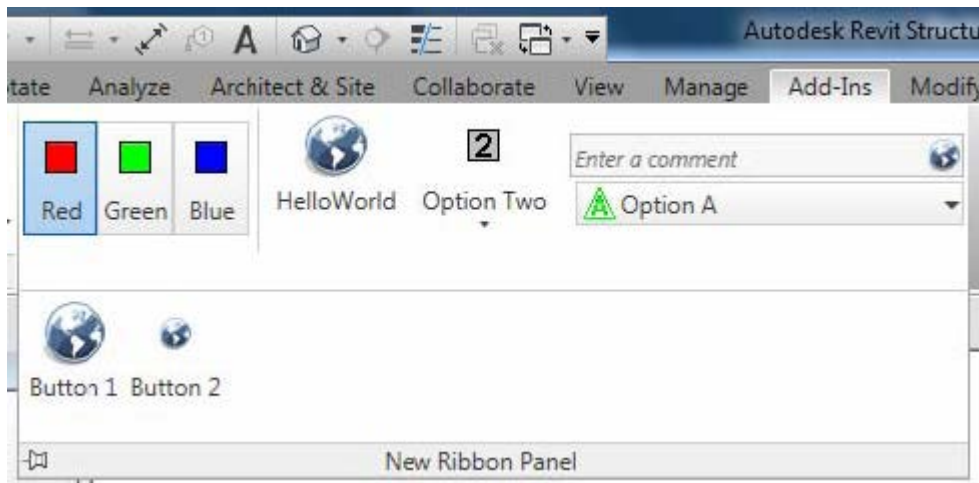 Autodesk Revit Structu
tate Analyze Architect & Site Collaborate View Manage Add-Ins Modify
Red Green Blue HelloWorld Option Two Enter a comment
Option A
Button 1 Button 2
New Ribbon Panel